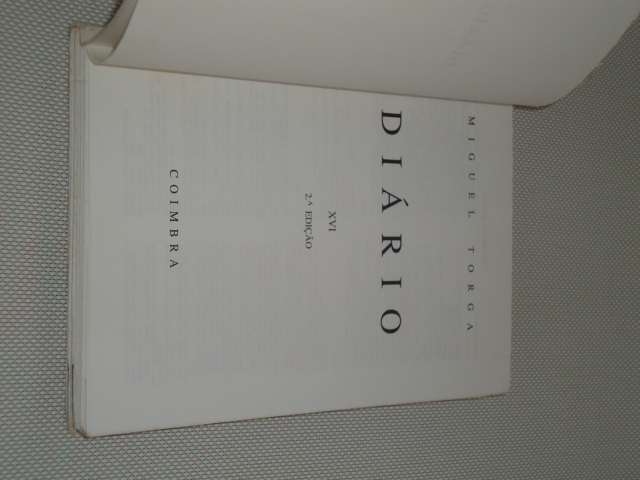 MIGUEL TORGA
DIÁRIO
XVI
2.ª EDIÇÃO
COIMBRA